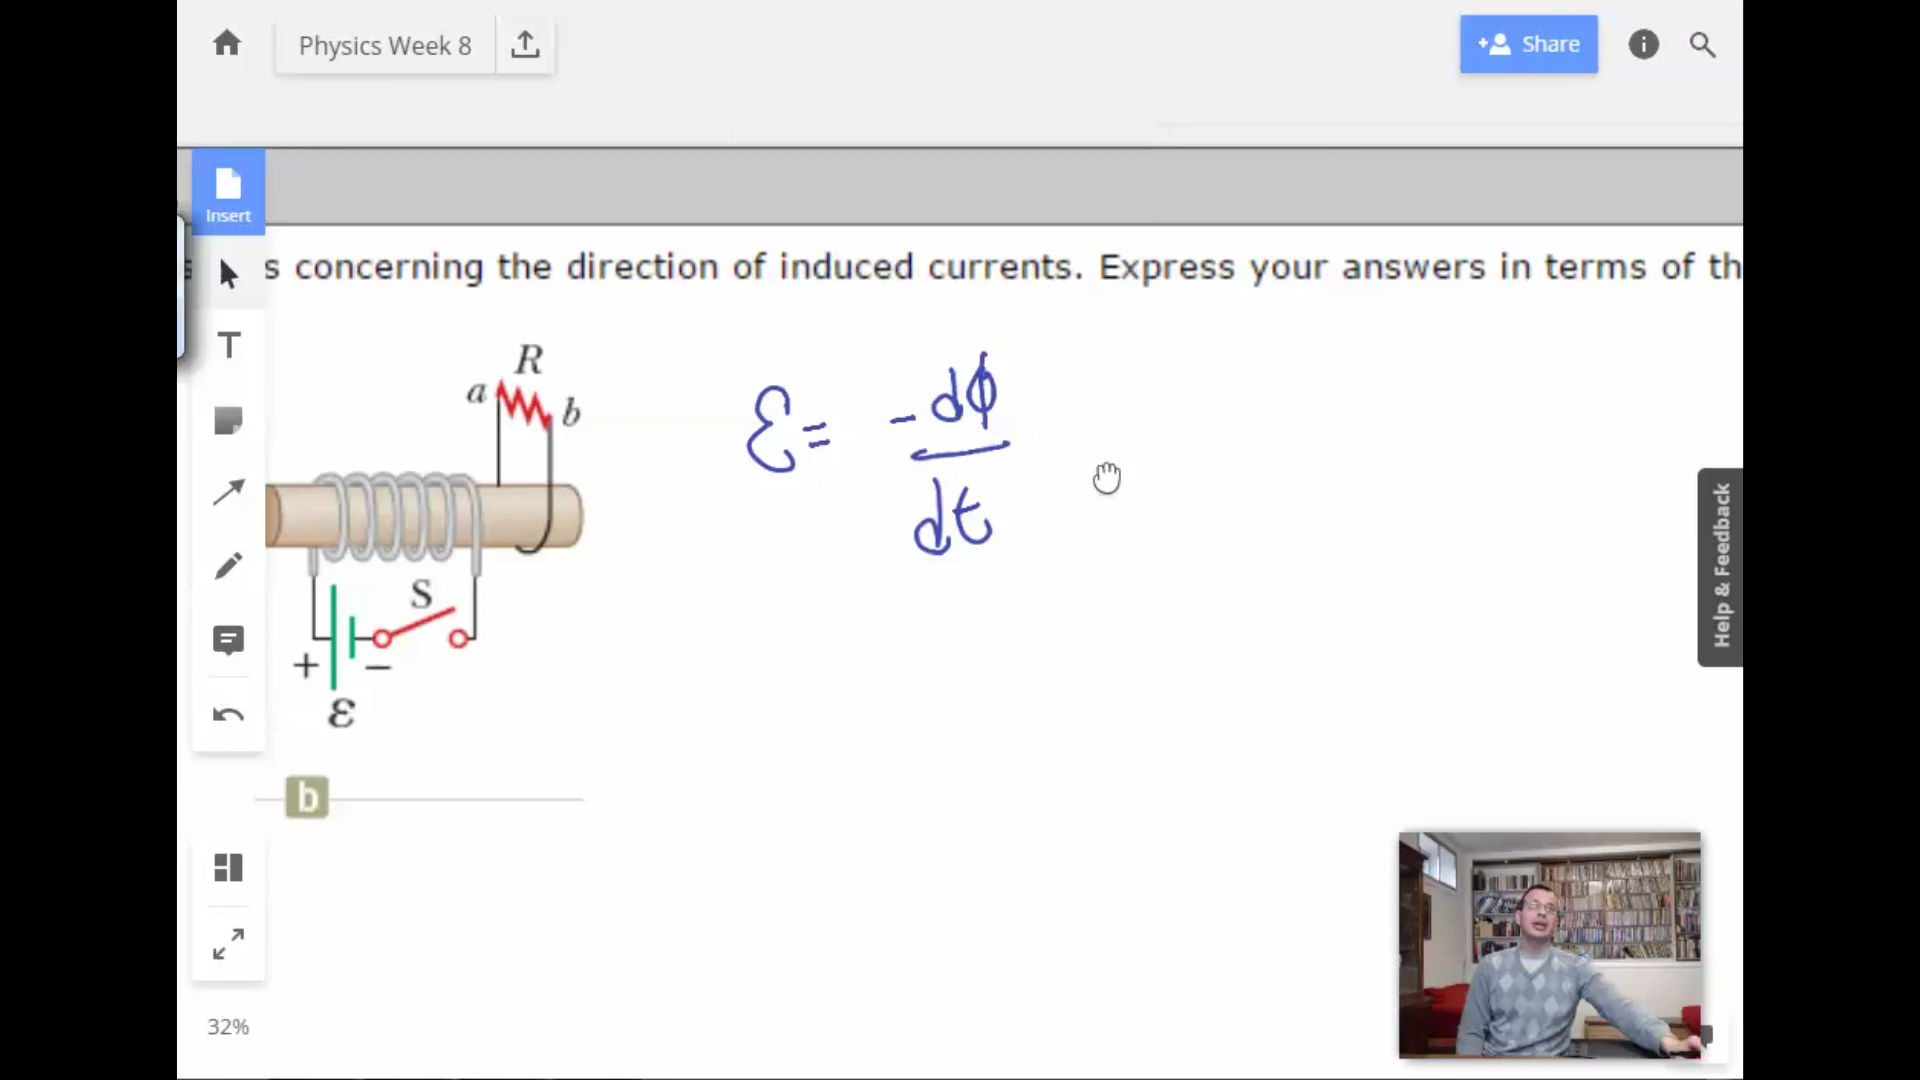 Physics Week 8
Share
Insert
s concerning the direction of induced currents. Express your answers in terms of th
T
R
a
b
ℰ = -dϕ/dt
S
+
−
ε
b
Help & Feedback
32%